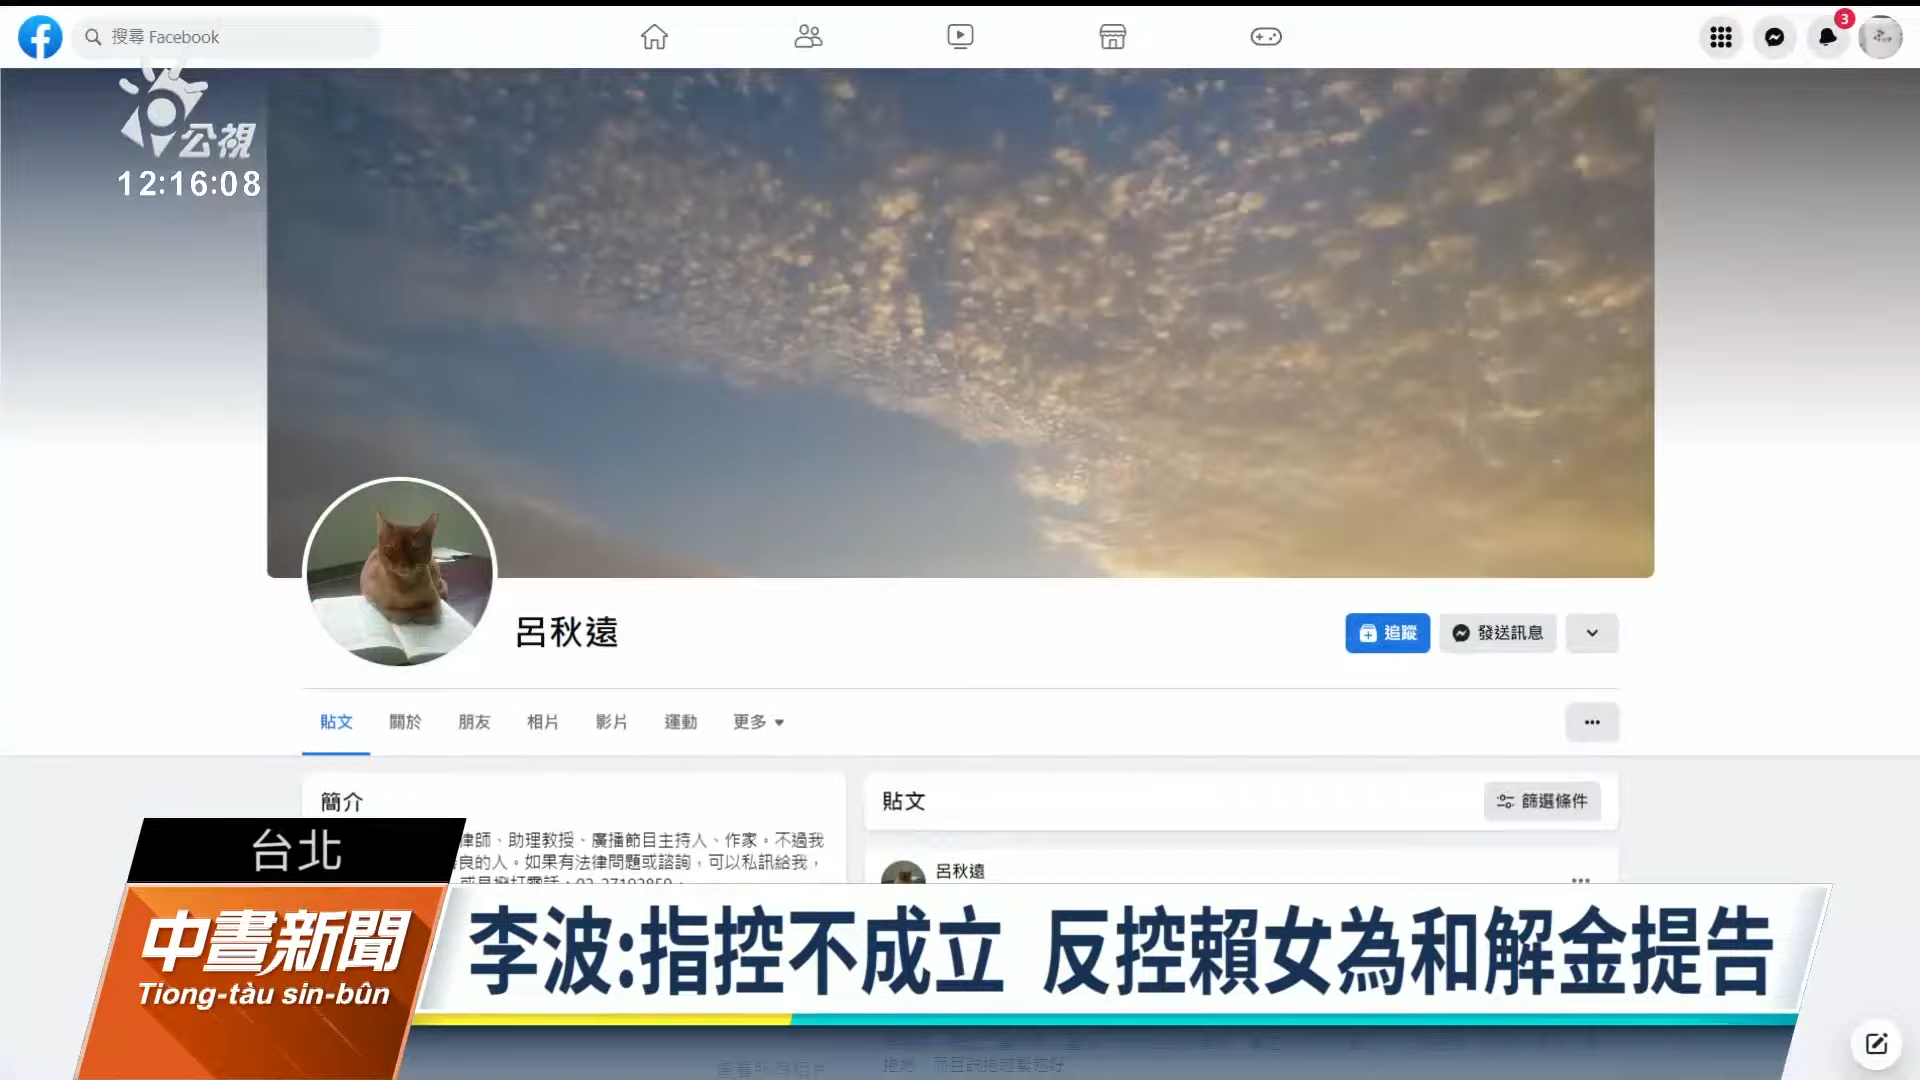 搜尋 Facebook
3
公視
12:16:08
呂秋遠
追蹤
發送訊息
貼文 關於 朋友 相片 影片 運動 更多
簡介
貼文
篩選條件
律師、助理教授、廣播節目主持人、作家。不過我
良的人。如果有法律問題或諮詢,可以私訊給我,
呂秋遠
台北
中晝新聞
Tiong-tàu sin-bûn
李波:指控不成立 反控賴女為和解金提告